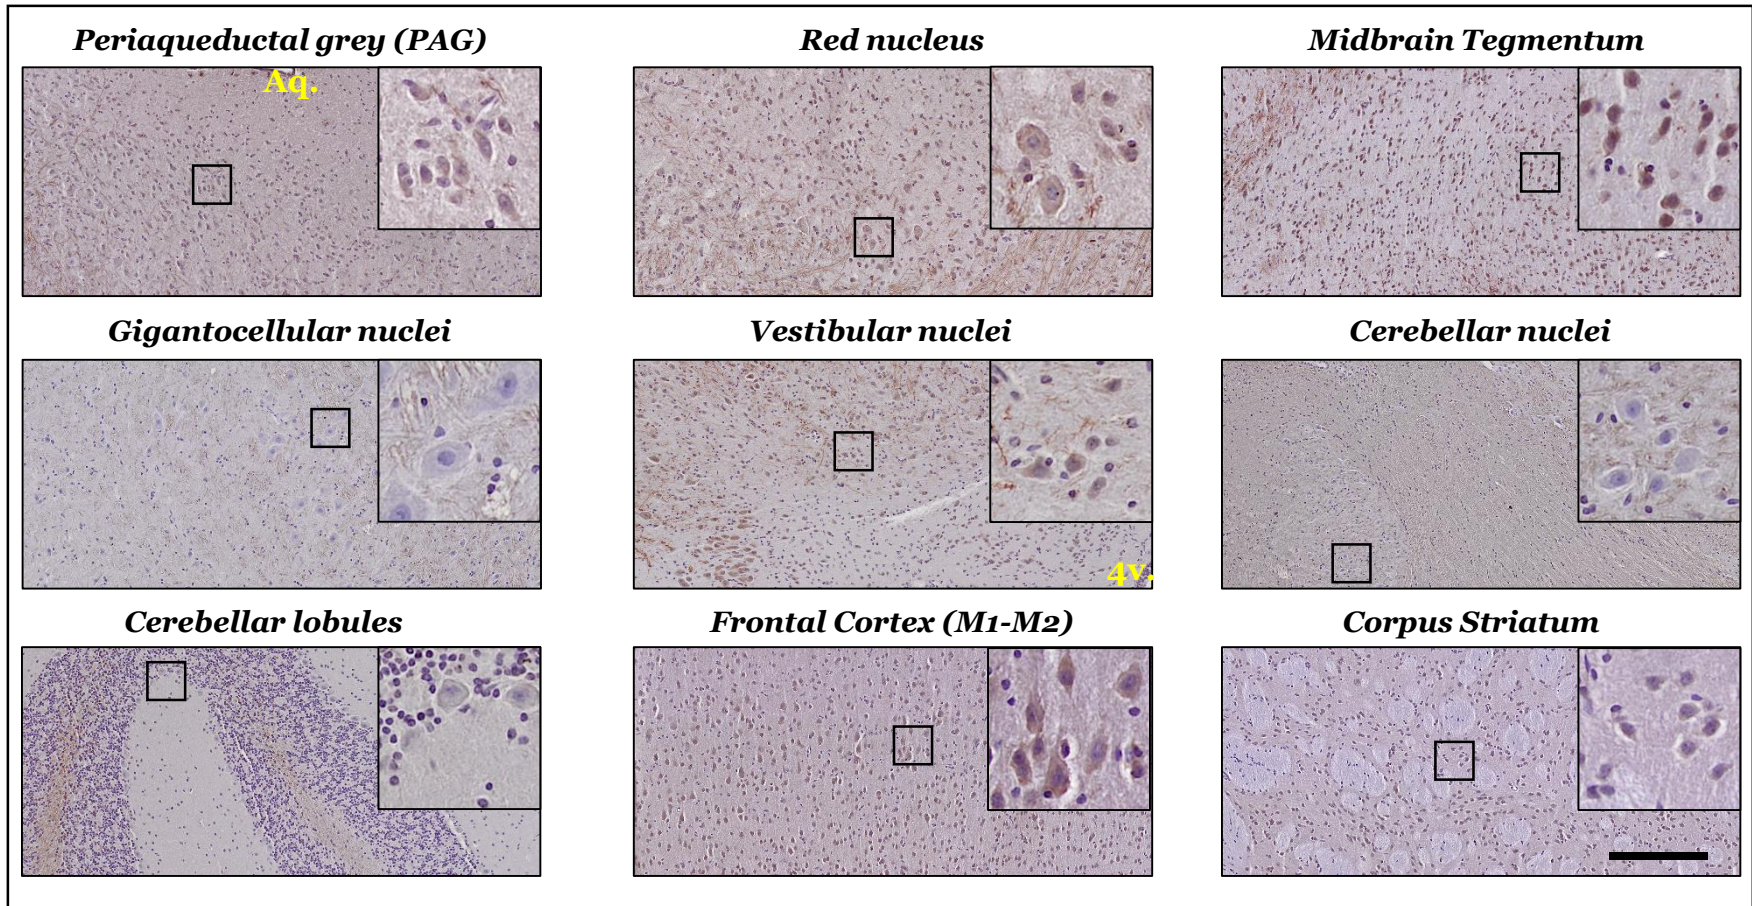 Periaqueductal grey (PAG)
Red nucleus
Midbrain Tegmentum
Aq.
Gigantocellular nuclei
Vestibular nuclei
Cerebellar nuclei
4v.
Cerebellar lobules
Frontal Cortex (M1-M2)
Corpus Striatum